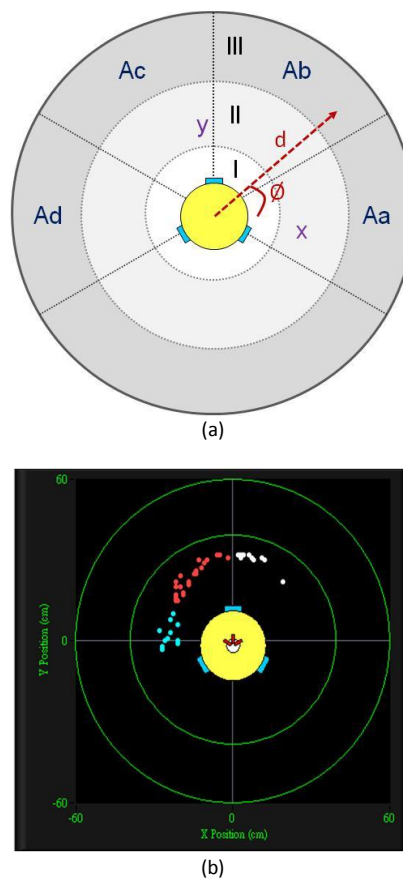 III
Ac
Ab
y
II
d
I
Ø
Ad
x
Aa
(a)
60
Y Position (cm)
0
-60
-60
0
60
X Position (cm)
(b)